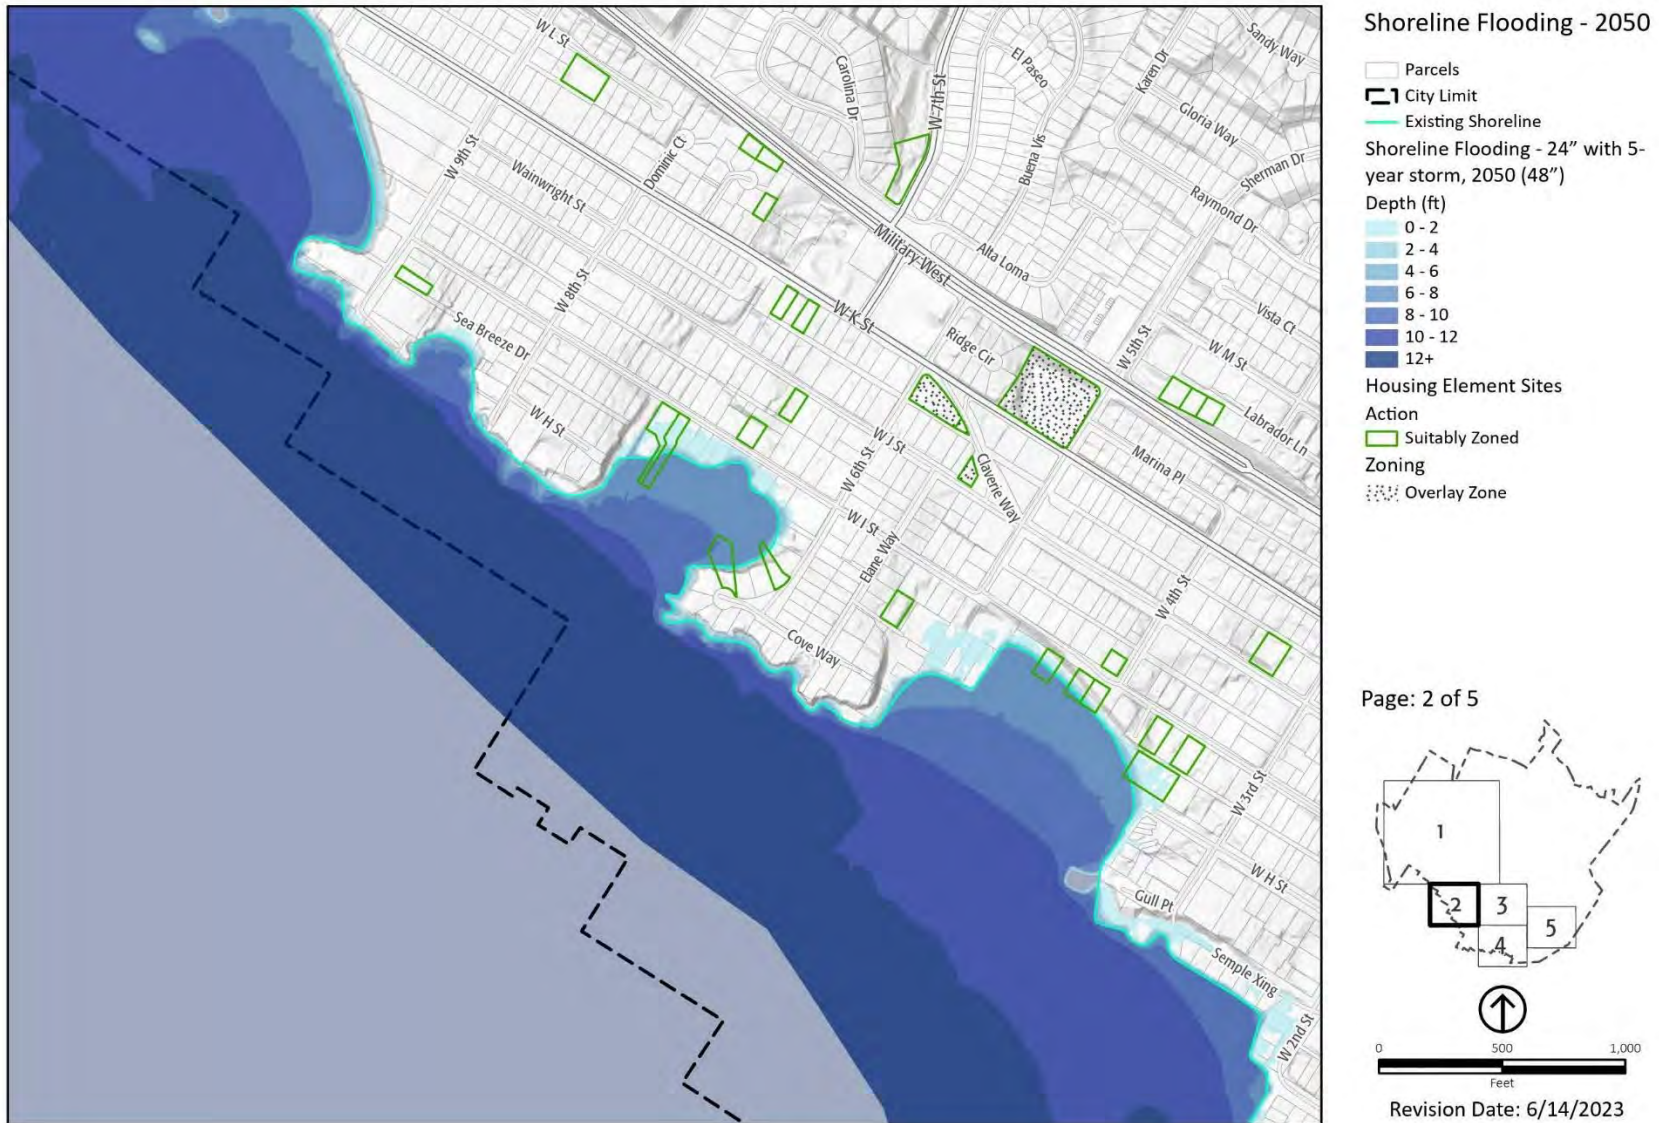 Shoreline Flooding - 2050
Parcels
City Limit
Existing Shoreline
Shoreline Flooding - 24” with 5-
year storm, 2050 (48”)
Depth (ft)
0 - 2
2 - 4
4 - 6
6 - 8
8 - 10
10 - 12
12+
Housing Element Sites
Action
Suitably Zoned
Zoning
Overlay Zone
Page: 2 of 5
1
2
3
4
5
0 500 1,000
Feet
Revision Date: 6/14/2023
W L St
Carolina Dr
W 7th St
El Paseo
Karen Dr
Sandy Way
Gloria Way
Sherman Dr
Raymond Dr
Buena Vis
W 9th St
Dominic Ct
Wainwright St
Military West
Alta Loma
Vista Ct
W 8th St
W K St
Ridge Cir
W 5th St
W M St
Sea Breeze Dr
Labrador Ln
W H St
W J St
Marina Pl
W 6th St
Claverie Way
W I St
Elane Way
W 4th St
Cove Way
W 3rd St
W H St
Gull Pt
Semple Xing
W 2nd St